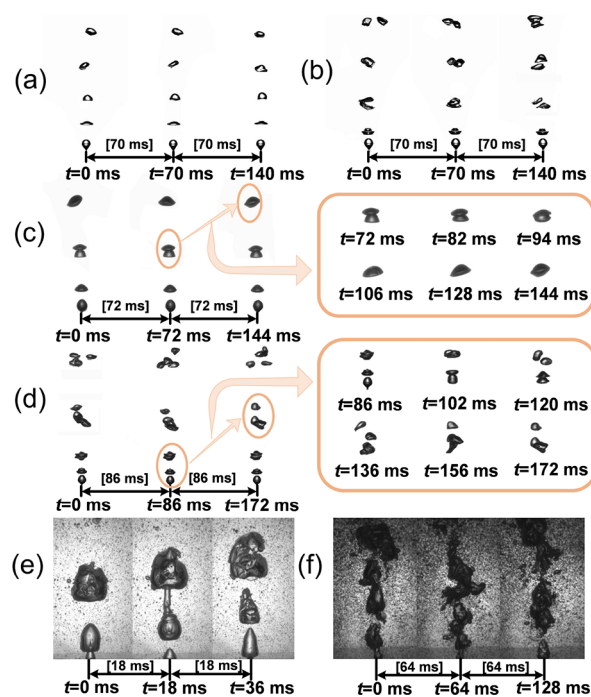 (a)
[70 ms] [70 ms]
t=0 ms t=70 ms t=140 ms
(b)
[70 ms] [70 ms]
t=0 ms t=70 ms t=140 ms
(c)
[72 ms] [72 ms]
t=0 ms t=72 ms t=144 ms
t=72 ms t=82 ms t=94 ms
t=106 ms t=128 ms t=144 ms
(d)
[86 ms] [86 ms]
t=0 ms t=86 ms t=172 ms
t=86 ms t=102 ms t=120 ms
t=136 ms t=156 ms t=172 ms
(e)
[18 ms] [18 ms]
t=0 ms t=18 ms t=36 ms
(f)
[64 ms] [64 ms]
t=0 ms t=64 ms t=128 ms